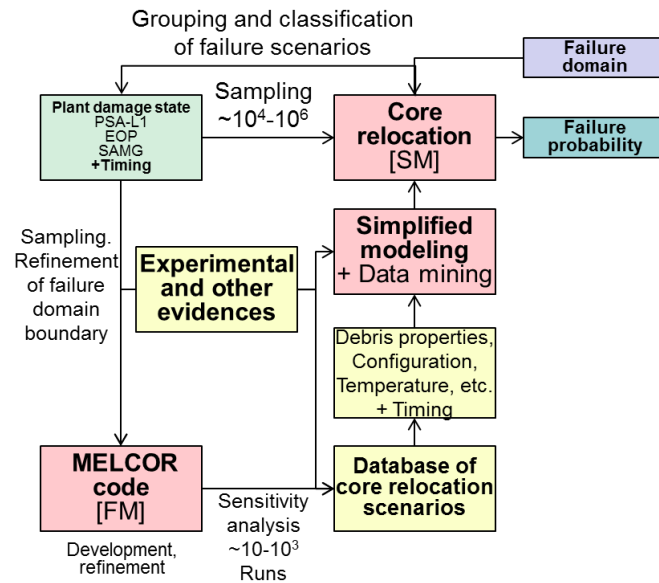 Grouping and classification
of failure scenarios
Failure
domain
Plant damage state
PSA-L1
EOP
SAMG
+Timing
Sampling
~10⁴-10⁶
Core
relocation
[SM]
Failure
probability
Sampling.
Refinement
of failure
domain
boundary
Experimental
and other
evidences
Simplified
modeling
+ Data mining
Debris properties,
Configuration,
Temperature, etc.
+ Timing
MELCOR
code
[FM]
Development,
refinement
Sensitivity
analysis
~10-10³
Runs
Database of
core relocation
scenarios